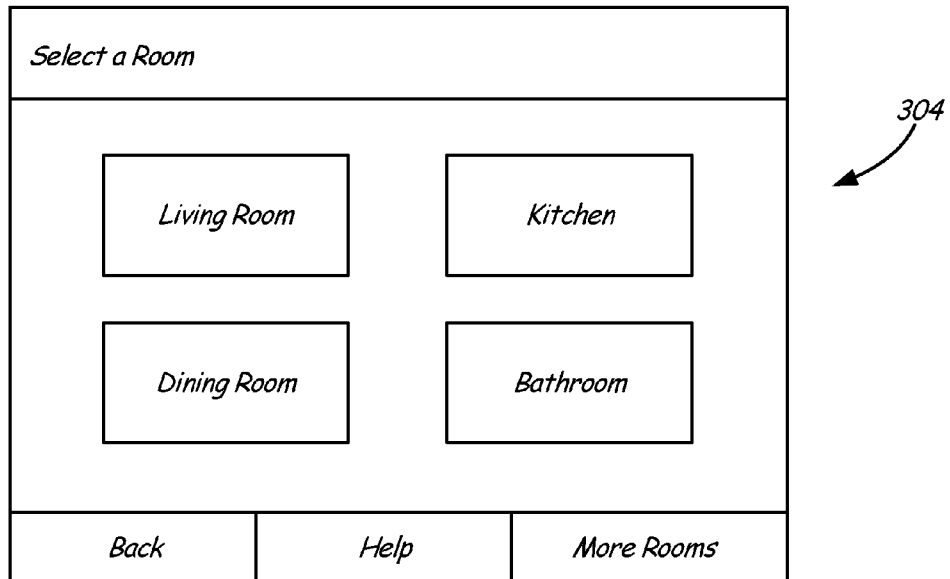 Select a Room
304
Living Room
Kitchen
Dining Room
Bathroom
Back
Help
More Rooms